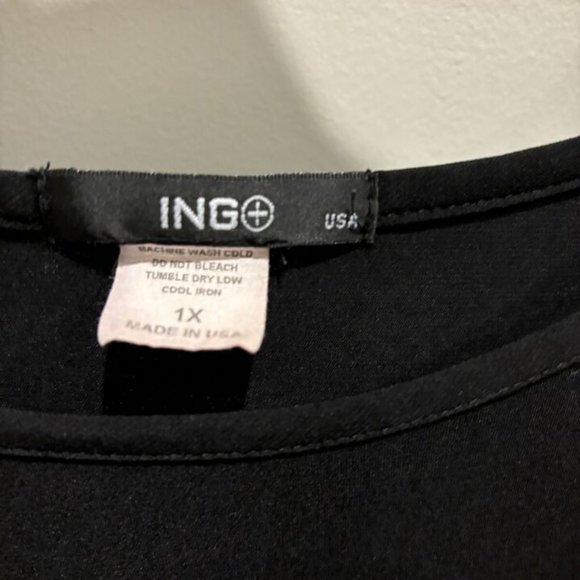 ING⊕
USA
MACHINE WASH COLD
DO NOT BLEACH
TUMBLE DRY LOW
COOL IRON
1X
MADE IN USA